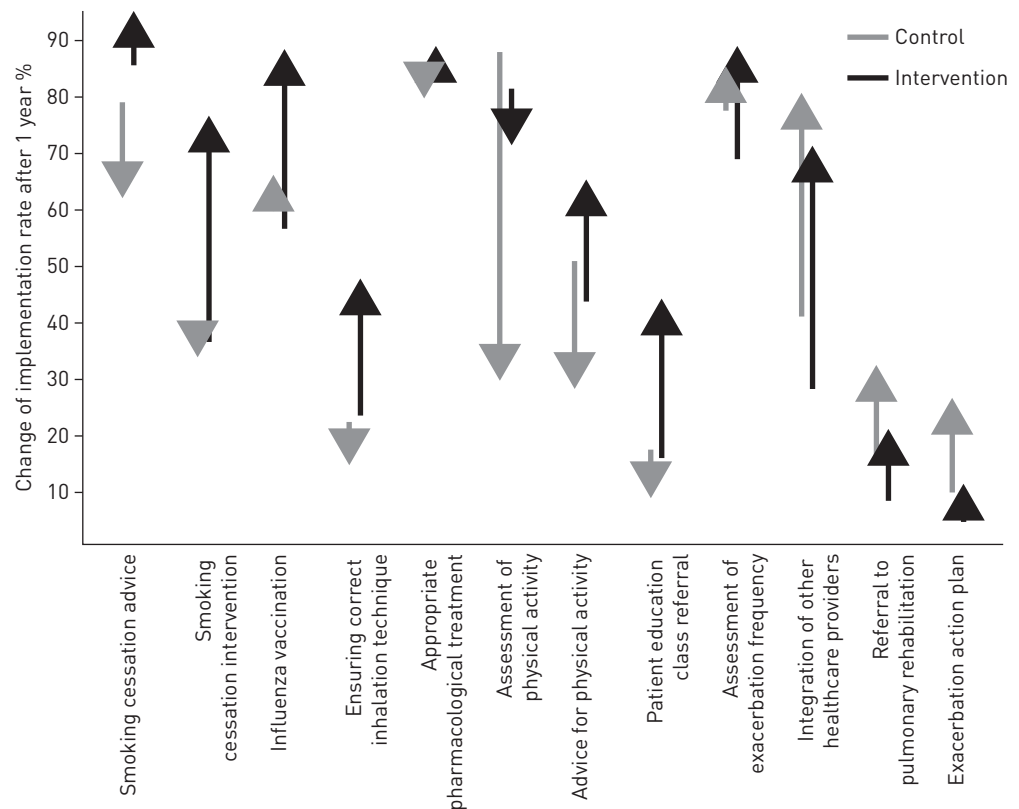 Change of implementation rate after 1 year %
90
80
70
60
50
40
30
20
10
Control
Intervention
Smoking cessation advice
Smoking
cessation intervention
Influenza vaccination
Ensuring correct
inhalation technique
Appropriate
pharmacological treatment
Assessment of
physical activity
Advice for physical activity
Patient education
class referral
Assessment of
exacerbation frequency
Integration of other
healthcare providers
Referral to
pulmonary rehabilitation
Exacerbation action plan